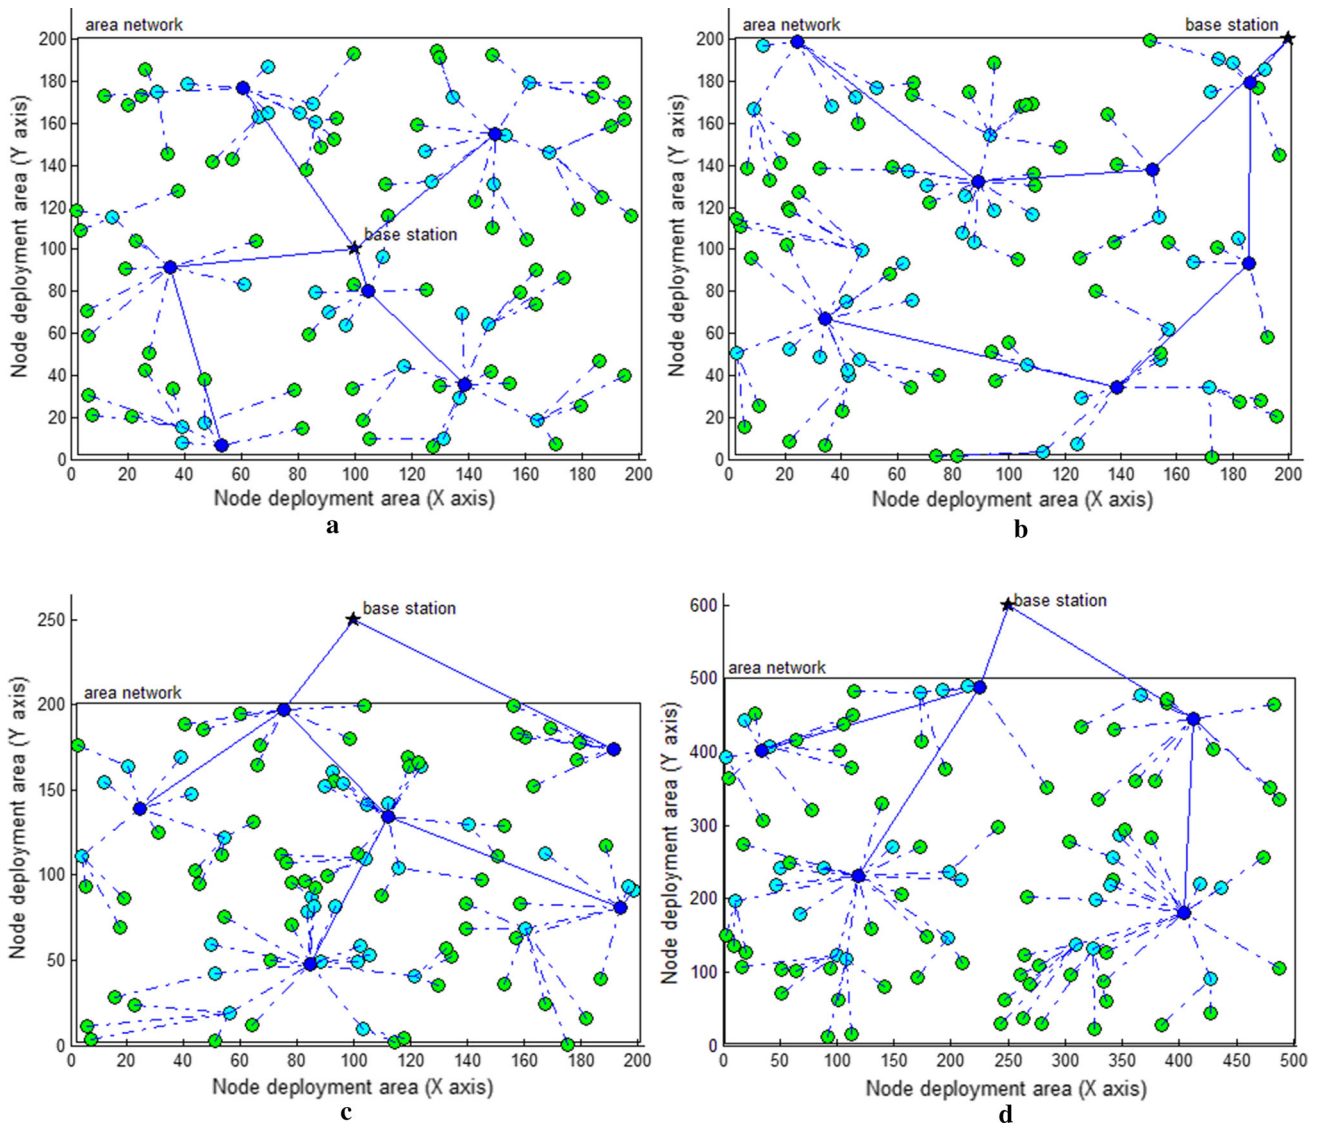 area network
base station
Node deployment area (Y axis)
200
180
160
140
120
100
80
60
40
20
0
0 20 40 60 80 100 120 140 160 180 200
Node deployment area (X axis)
a
area network
base station
Node deployment area (Y axis)
200
180
160
140
120
100
80
60
40
20
0
0 20 40 60 80 100 120 140 160 180 200
Node deployment area (X axis)
b
base station
area network
Node deployment area (Y axis)
250
200
150
100
50
0
0 20 40 60 80 100 120 140 160 180 200
Node deployment area (X axis)
c
base station
area network
Node deployment area (Y axis)
600
500
400
300
200
100
0
0 50 100 150 200 250 300 350 400 450 500
Node deployment area (X axis)
d